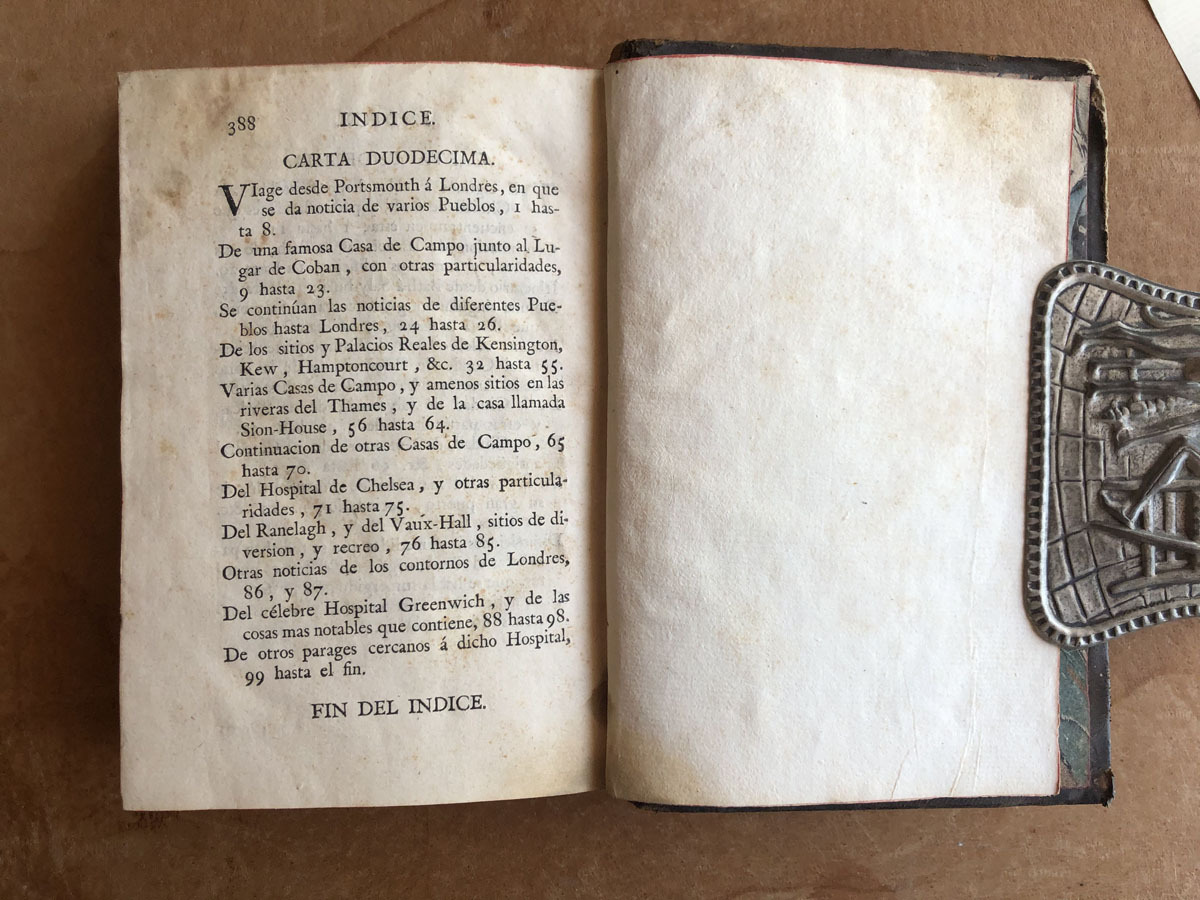 388 INDICE.
CARTA DUODECIMA.
VIage desde Portsmouth á Londres, en que
se da noticia de varios Pueblos, 1 has-
ta 8.
De una famosa Casa de Campo junto al Lu-
gar de Coban, con otras particularidades,
9 hasta 23.
Se continúan las noticias de diferentes Pue-
blos hasta Londres, 24 hasta 26.
De los sitios y Palacios Reales de Kensington,
Kew, Hamptoncourt, &c. 32 hasta 55.
Varias Casas de Campo, y amenos sitios en las
riveras del Thames, y de la casa llamada
Sion-House, 56 hasta 64.
Continuacion de otras Casas de Campo, 65
hasta 70.
Del Hospital de Chelsea, y otras particula-
ridades, 71 hasta 75.
Del Ranelagh, y del Vaux-Hall, sitios de di-
version, y recreo, 76 hasta 85.
Otras noticias de los contornos de Londres,
86, y 87.
Del célebre Hospital Greenwich, y de las
cosas mas notables que contiene, 88 hasta 98.
De otros parages cercanos á dicho Hospital,
99 hasta el fin.
FIN DEL INDICE.